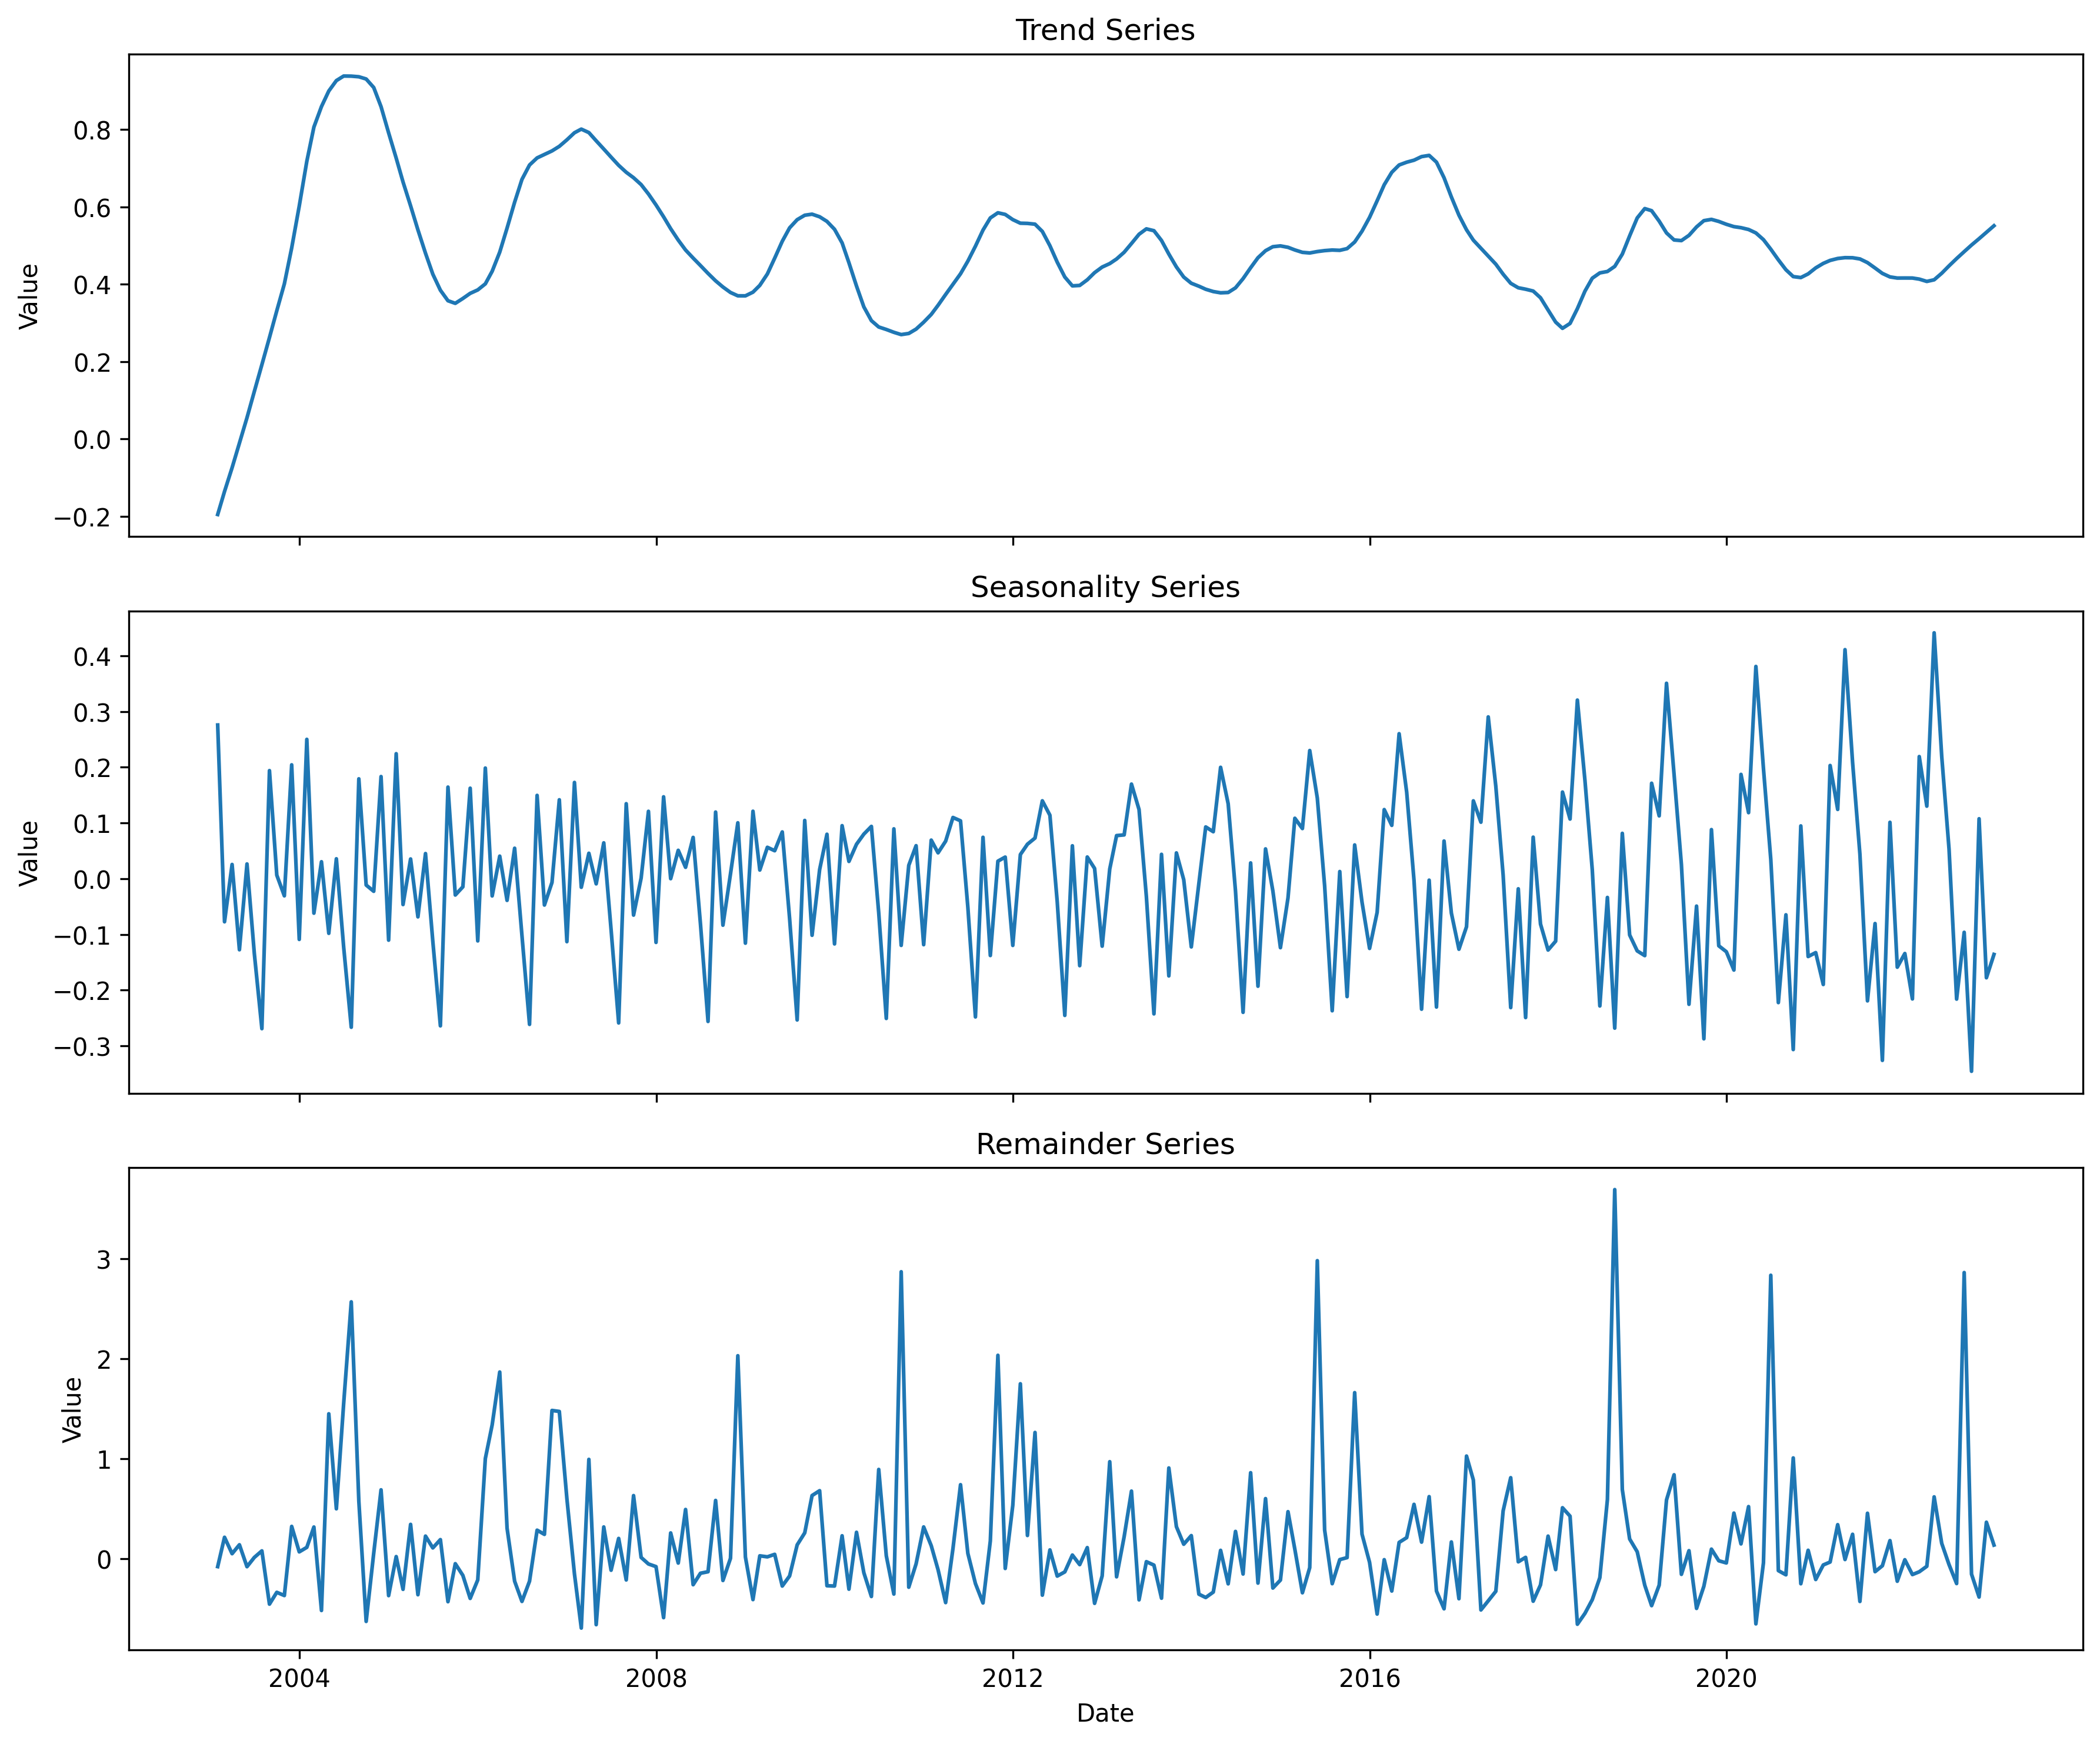 Trend Series
Value
0.8
0.6
0.4
0.2
0.0
−0.2
Seasonality Series
Value
0.4
0.3
0.2
0.1
0.0
−0.1
−0.2
−0.3
Remainder Series
Value
3
2
1
0
2004 2008 2012 2016 2020
Date